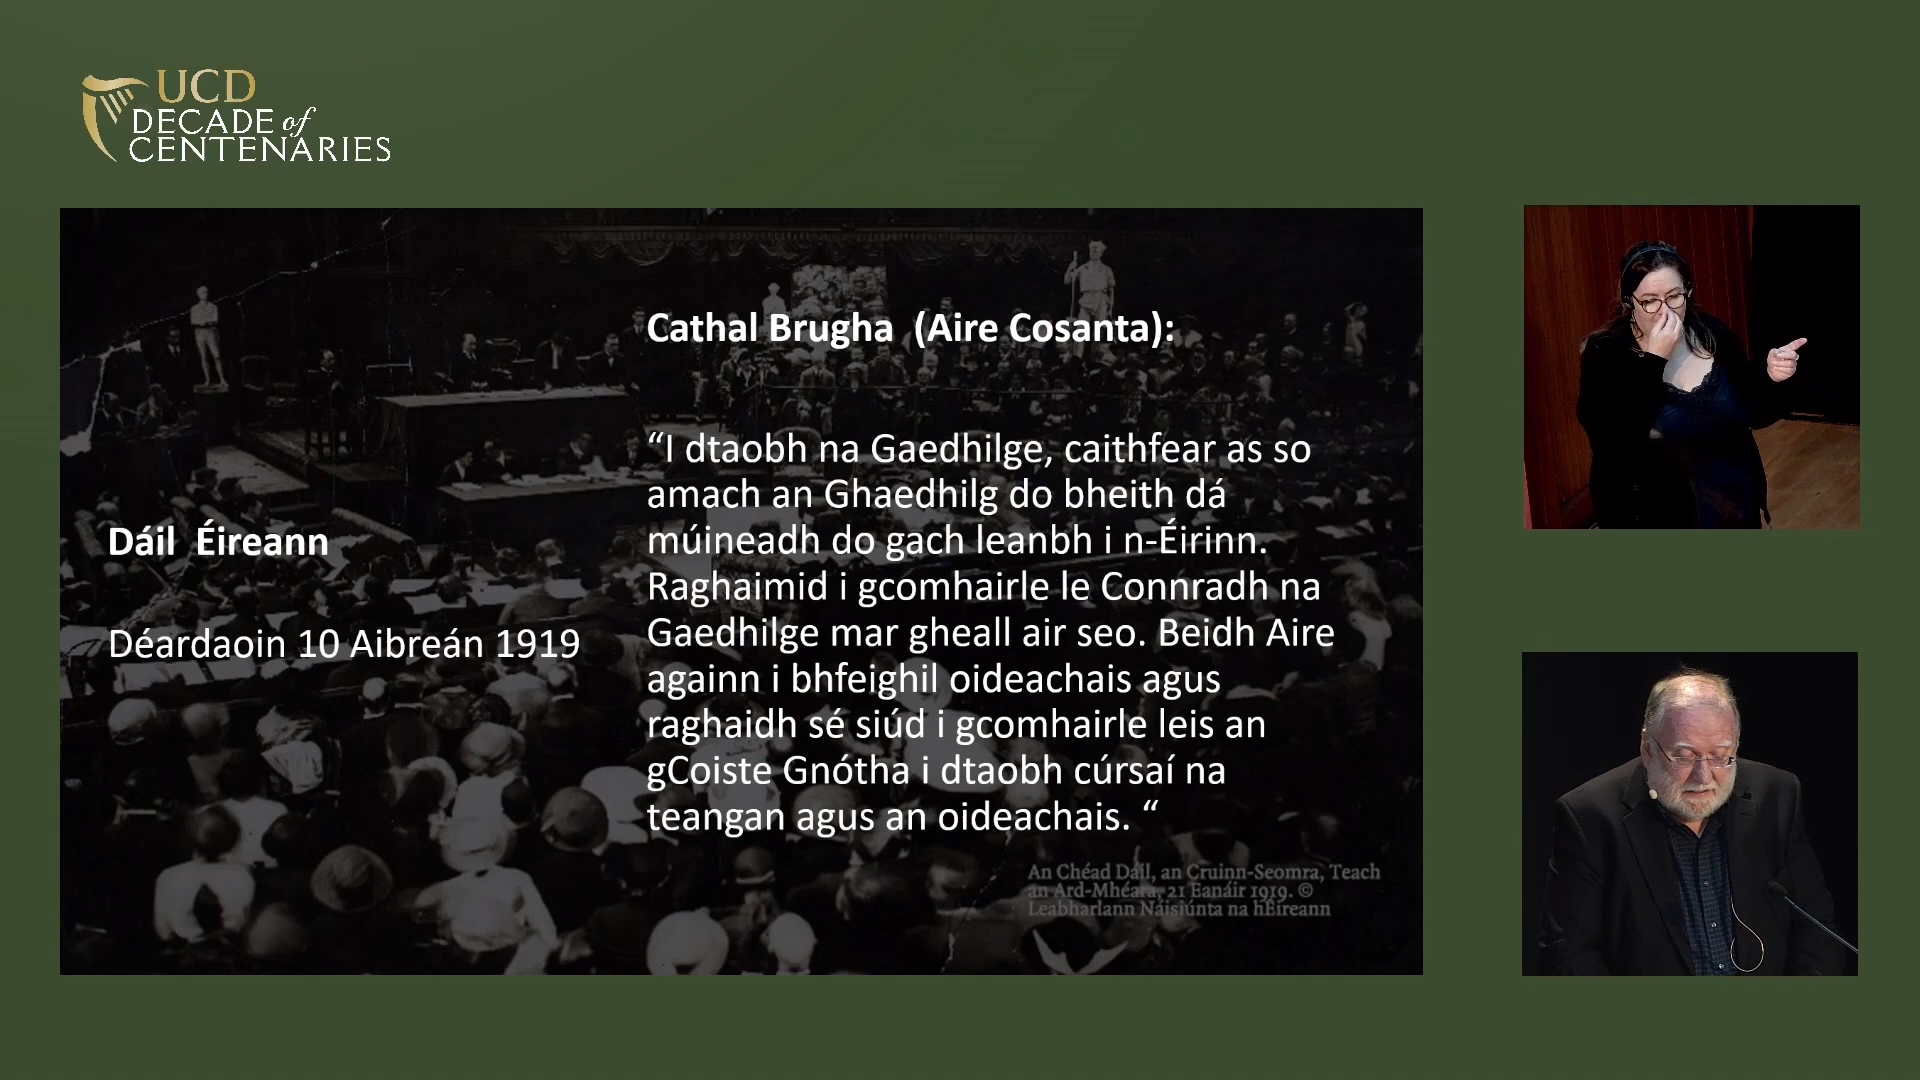 UCD
DECADE of
CENTENARIES
Dáil Éireann
Déardaoin 10 Aibreán 1919
Cathal Brugha (Aire Cosanta):
“I dtaobh na Gaedhilge, caithfear as so
amach an Ghaedhilg do bheith dá
múineadh do gach leanbh i n-Éirinn.
Raghaimid i gcomhairle le Connradh na
Gaedhilge mar gheall air seo. Beidh Aire
againn i bhfeighil oideachais agus
raghaidh sé siúd i gcomhairle leis an
gCoiste Gnótha i dtaobh cúrsaí na
teangan agus an oideachais. “
An Chéad Dáil, an Cruinn-Seomra, Teach
an Ard-Mhéara, 21 Eanáir 1919. ©
Leabharlann Náisiúnta na hÉireann